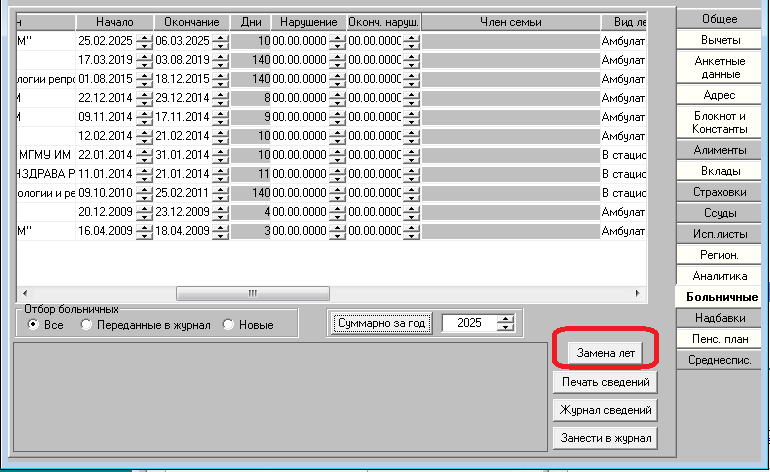 н Начало Окончание Дни Нарушение Оконч. наруш. Член семьи Вид ле
М" 25.02.2025 06.03.2025 10 00.00.0000 00.00.0000 Амбулат
17.03.2019 03.08.2019 140 00.00.0000 00.00.0000 Амбулат
ологии репро 01.08.2015 18.12.2015 140 00.00.0000 00.00.0000 Амбулат
М 22.12.2014 29.12.2014 8 00.00.0000 00.00.0000 Амбулат
М 09.11.2014 17.11.2014 9 00.00.0000 00.00.0000 Амбулат
12.02.2014 21.02.2014 10 00.00.0000 00.00.0000 Амбулат
МГМУ ИМ 22.01.2014 31.01.2014 10 00.00.0000 00.00.0000 В стацис
НЗДРАВА Р 11.01.2014 21.01.2014 11 00.00.0000 00.00.0000 В стацис
ологии и ре 09.10.2010 25.02.2011 140 00.00.0000 00.00.0000 В стацис
20.12.2009 23.12.2009 4 00.00.0000 00.00.0000 Амбулат
М" 16.04.2009 18.04.2009 3 00.00.0000 00.00.0000 Амбулат
Отбор больничных
Все Переданные в журнал Новые
Суммарно за год 2025
Замена лет
Печать сведений
Журнал сведений
Занести в журнал
Общее
Вычеты
Анкетные
данные
Адрес
Блокнот и
Константы
Алименты
Вклады
Страховки
Ссуды
Исп.листы
Регион.
Аналитика
Больничные
Надбавки
Пенс. план
Среднеспис.